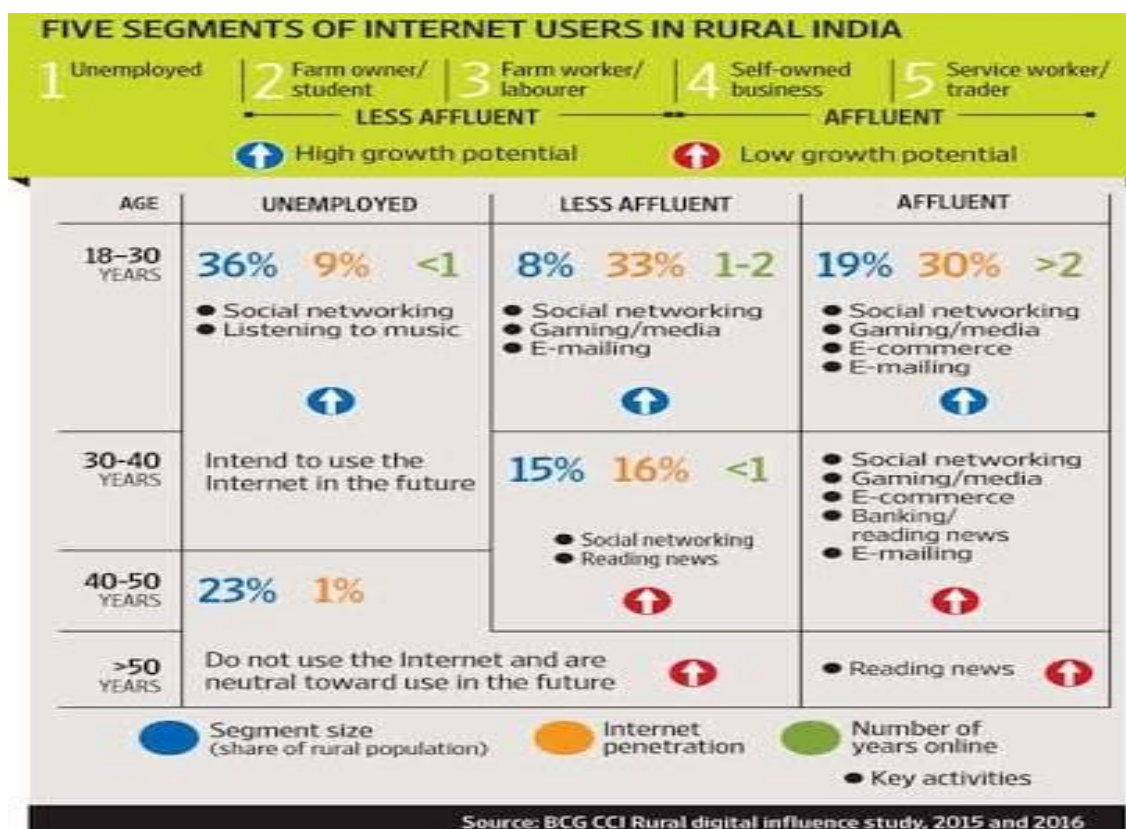 FIVE SEGMENTS OF INTERNET USERS IN RURAL INDIA
1 Unemployed
2 Farm owner/
student
3 Farm worker/
labourer
4 Self-owned
business
5 Service worker/
trader
LESS AFFLUENT
AFFLUENT
High growth potential
Low growth potential
AGE
UNEMPLOYED
LESS AFFLUENT
AFFLUENT
18–30
YEARS
36% 9% <1
● Social networking
● Listening to music
8% 33% 1-2
● Social networking
● Gaming/media
● E-mailing
19% 30% >2
● Social networking
● Gaming/media
● E-commerce
● E-mailing
30-40
YEARS
Intend to use the
Internet in the future
15% 16% <1
● Social networking
● Reading news
● Social networking
● Gaming/media
● E-commerce
● Banking/
reading news
● E-mailing
40-50
YEARS
23% 1%
>50
YEARS
Do not use the Internet and are
neutral toward use in the future
● Reading news
Segment size
(share of rural population)
Internet
penetration
Number of
years online
● Key activities
Source: BCG CCI Rural digital influence study, 2015 and 2016